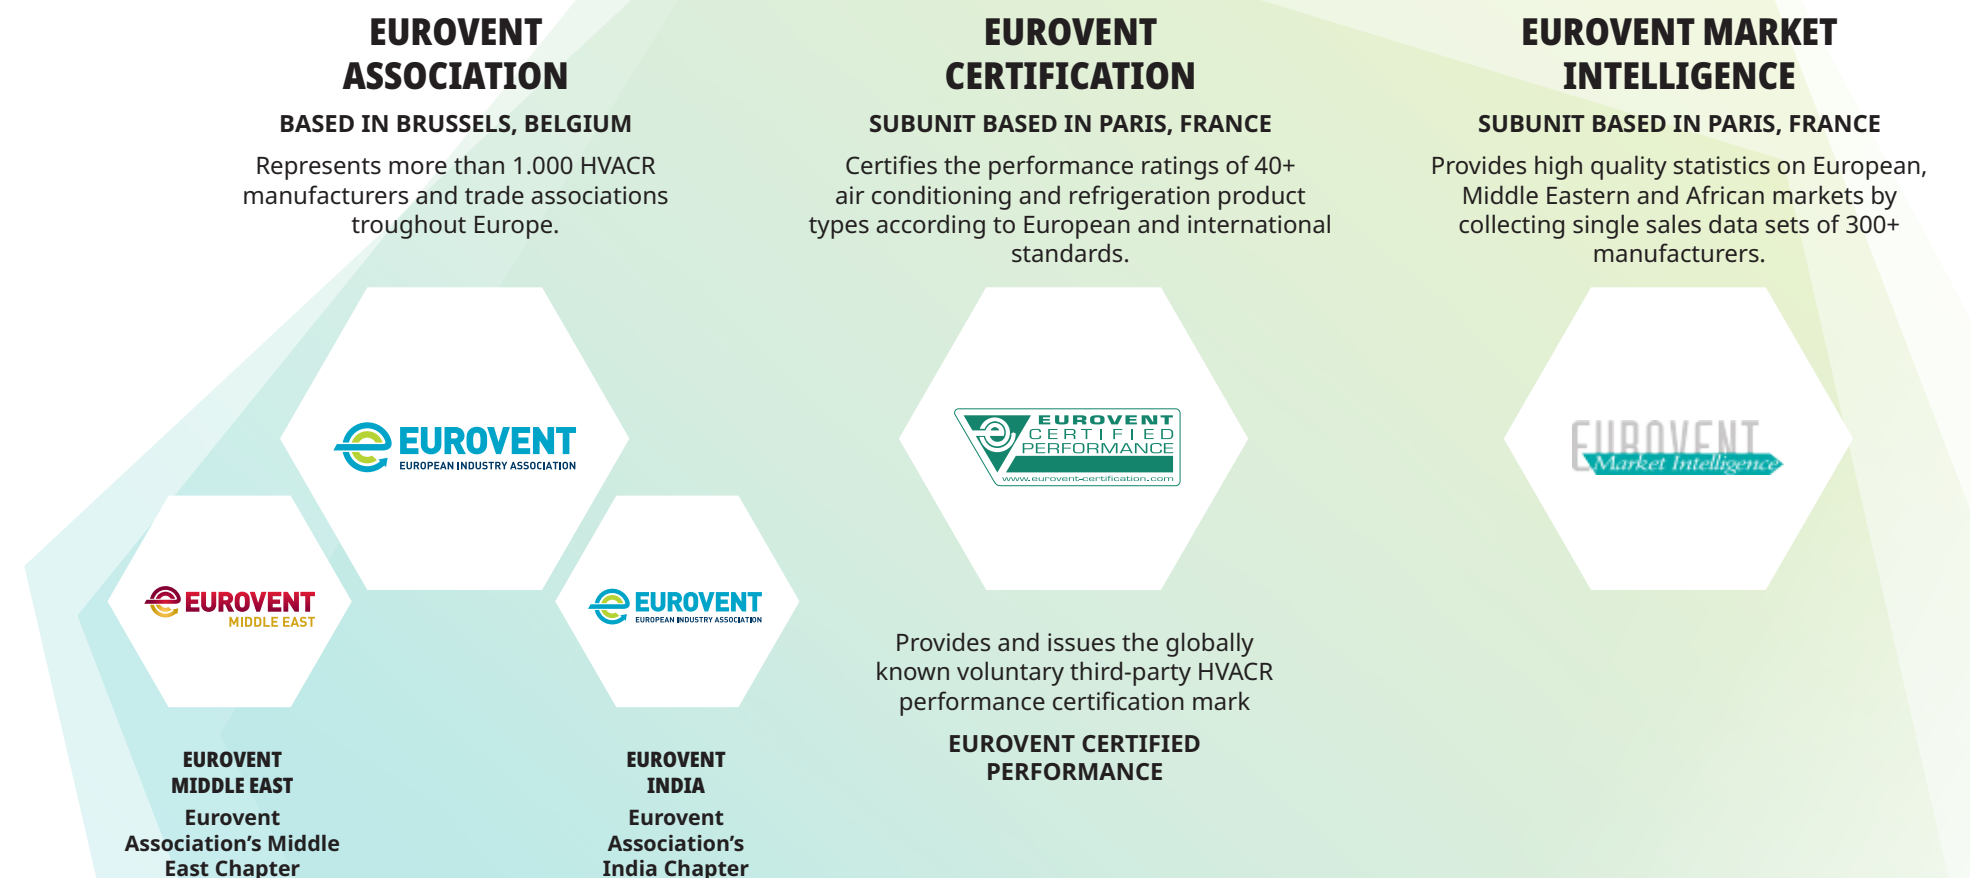 EUROVENT
ASSOCIATION
BASED IN BRUSSELS, BELGIUM
Represents more than 1.000 HVACR
manufacturers and trade associations
troughout Europe.
EUROVENT
EUROPEAN INDUSTRY ASSOCIATION
EUROVENT
MIDDLE EAST
EUROVENT
EUROPEAN INDUSTRY ASSOCIATION
EUROVENT
MIDDLE EAST
Eurovent
Association’s Middle
East Chapter
EUROVENT
INDIA
Eurovent
Association’s
India Chapter
EUROVENT
CERTIFICATION
SUBUNIT BASED IN PARIS, FRANCE
Certifies the performance ratings of 40+
air conditioning and refrigeration product
types according to European and international
standards.
EUROVENT
CERTIFIED
PERFORMANCE
www.eurovent-certification.com
Provides and issues the globally
known voluntary third-party HVACR
performance certification mark
EUROVENT CERTIFIED
PERFORMANCE
EUROVENT MARKET
INTELLIGENCE
SUBUNIT BASED IN PARIS, FRANCE
Provides high quality statistics on European,
Middle Eastern and African markets by
collecting single sales data sets of 300+
manufacturers.
EUROVENT
Market Intelligence